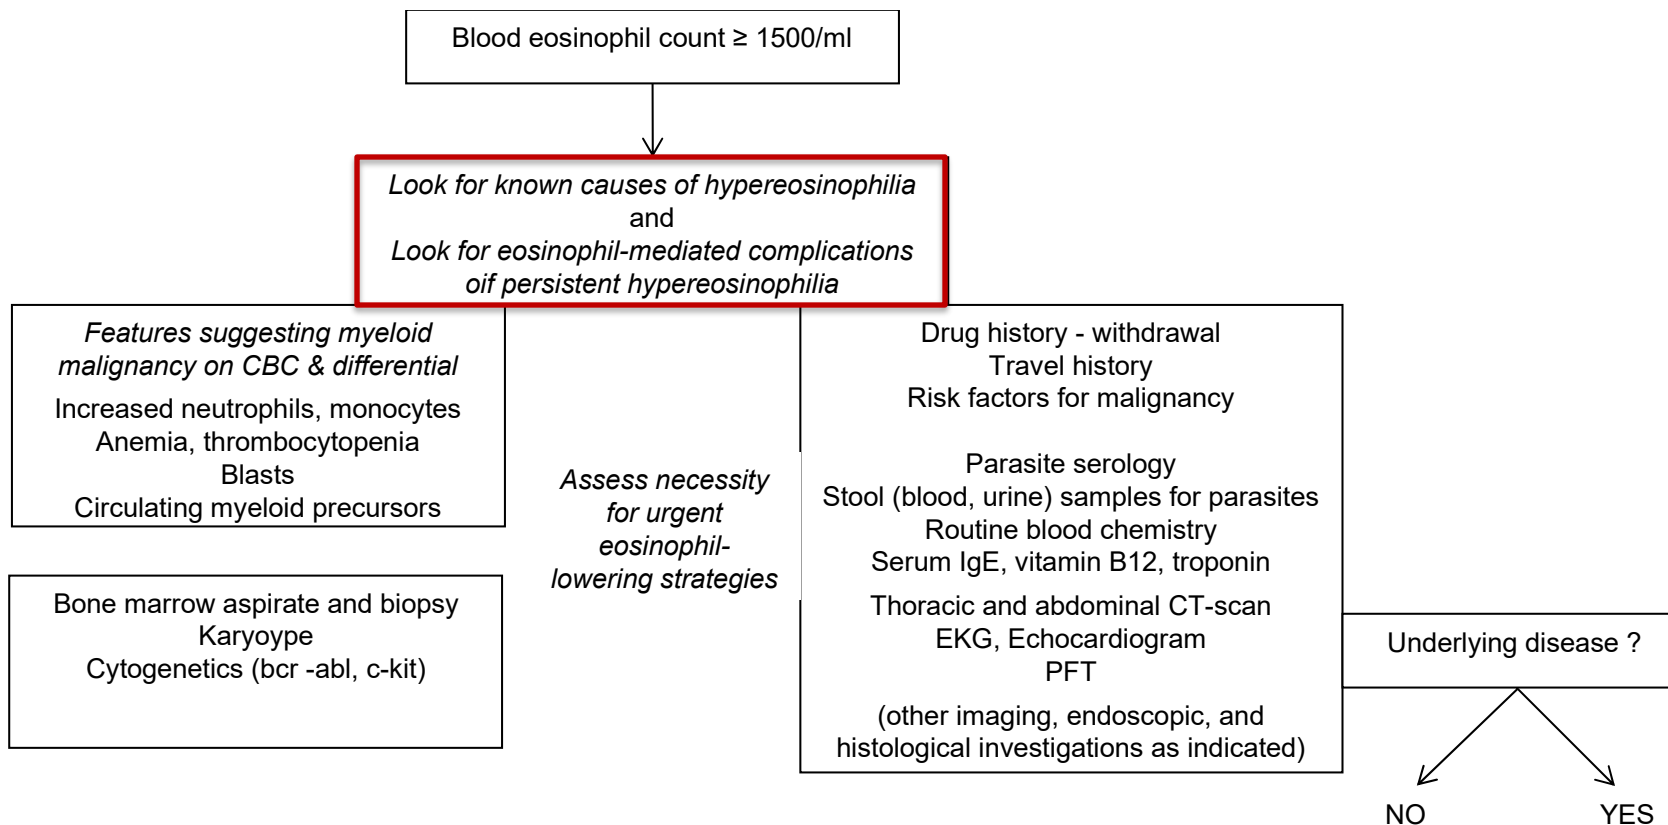 Blood eosinophil count ≥ 1500/ml
Look for known causes of hypereosinophilia
and
Look for eosinophil-mediated complications
oif persistent hypereosinophilia
Features suggesting myeloid
malignancy on CBC & differential
Increased neutrophils, monocytes
Anemia, thrombocytopenia
Blasts
Circulating myeloid precursors
Bone marrow aspirate and biopsy
Karyoype
Cytogenetics (bcr -abl, c-kit)
Assess necessity
for urgent
eosinophil-
lowering strategies
Drug history - withdrawal
Travel history
Risk factors for malignancy
Parasite serology
Stool (blood, urine) samples for parasites
Routine blood chemistry
Serum IgE, vitamin B12, troponin
Thoracic and abdominal CT-scan
EKG, Echocardiogram
PFT
(other imaging, endoscopic, and
histological investigations as indicated)
Underlying disease ?
NO
YES